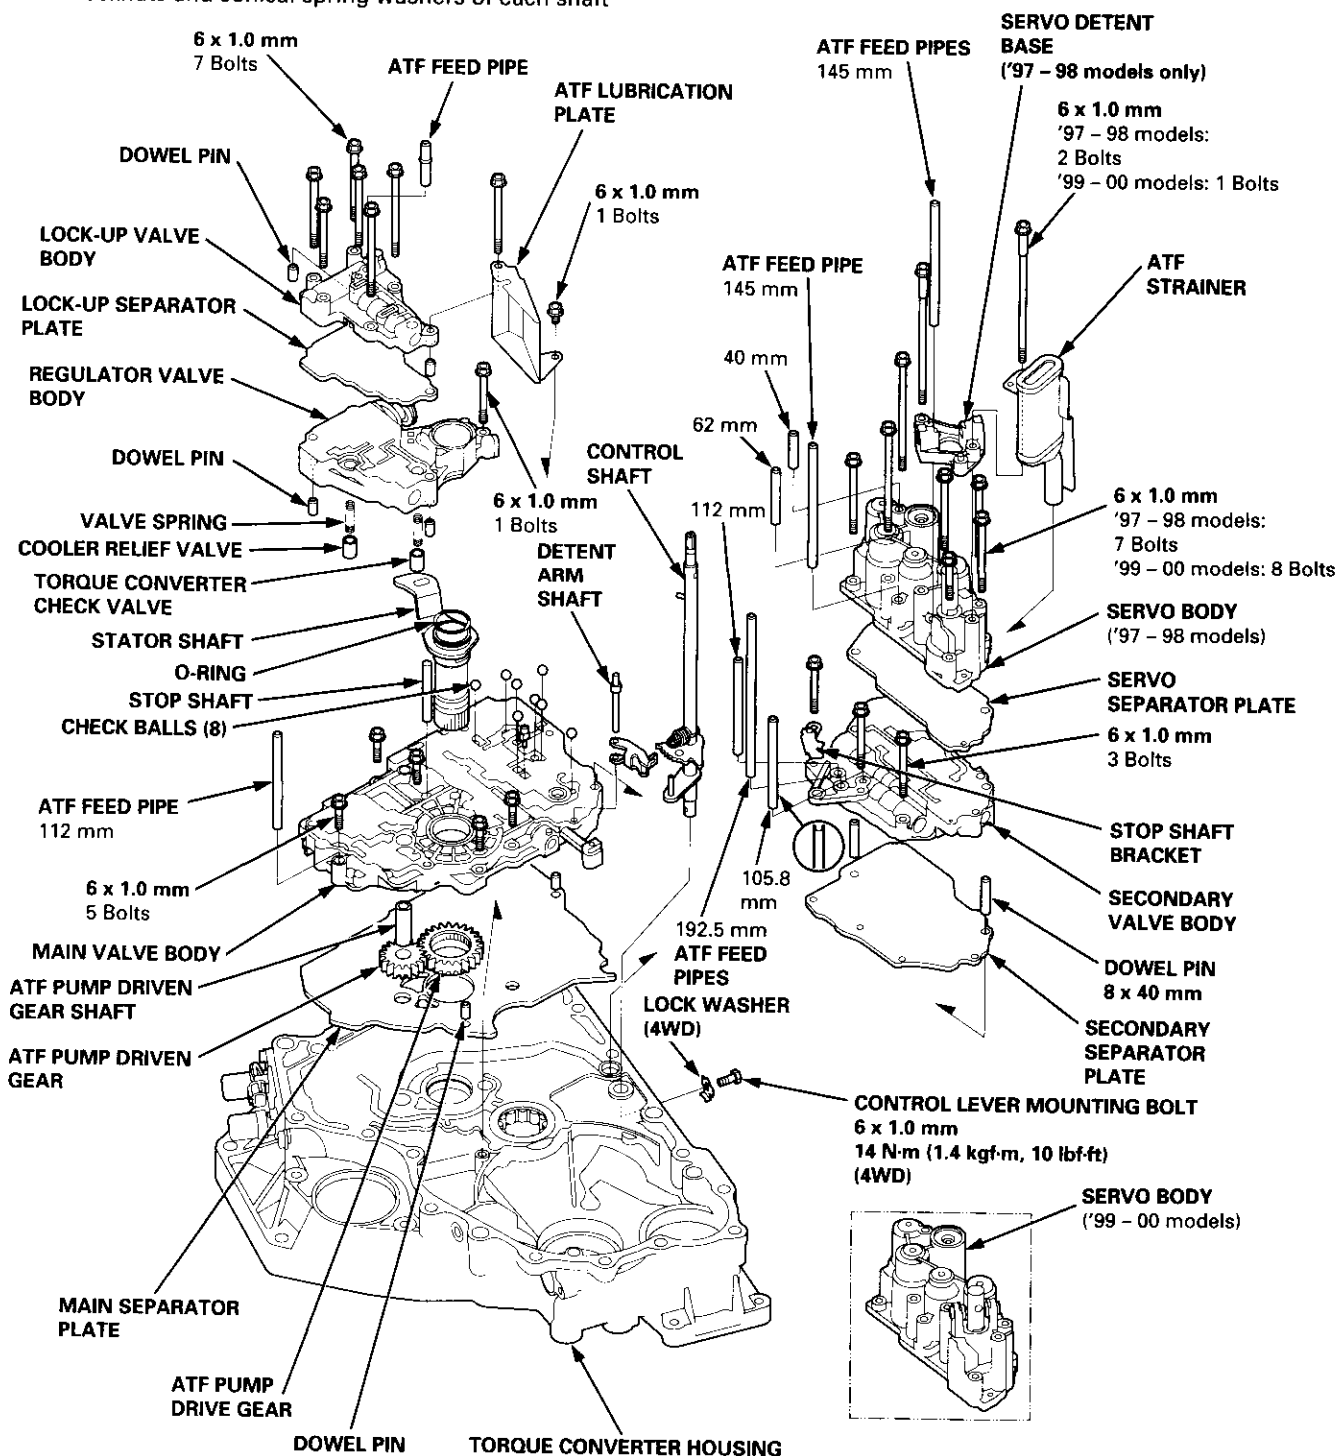 6 x 1.0 mm
7 Bolts
ATF FEED PIPE
ATF LUBRICATION
PLATE
DOWEL PIN
6 x 1.0 mm
1 Bolts
LOCK-UP VALVE
BODY
LOCK-UP SEPARATOR
PLATE
REGULATOR VALVE
BODY
DOWEL PIN
VALVE SPRING
COOLER RELIEF VALVE
TORQUE CONVERTER
CHECK VALVE
STATOR SHAFT
O-RING
STOP SHAFT
CHECK BALLS (8)
ATF FEED PIPE
112 mm
6 x 1.0 mm
5 Bolts
MAIN VALVE BODY
ATF PUMP DRIVEN
GEAR SHAFT
ATF PUMP DRIVEN
GEAR
MAIN SEPARATOR
PLATE
ATF PUMP
DRIVE GEAR
DOWEL PIN
TORQUE CONVERTER HOUSING
6 x 1.0 mm
1 Bolts
DETENT
ARM
SHAFT
CONTROL
SHAFT
112 mm
62 mm
40 mm
ATF FEED PIPE
145 mm
ATF FEED PIPES
145 mm
SERVO DETENT
BASE
('97 – 98 models only)
6 x 1.0 mm
'97 – 98 models:
2 Bolts
'99 – 00 models: 1 Bolts
ATF
STRAINER
6 x 1.0 mm
'97 – 98 models:
7 Bolts
'99 – 00 models: 8 Bolts
SERVO BODY
('97 – 98 models)
SERVO
SEPARATOR PLATE
6 x 1.0 mm
3 Bolts
STOP SHAFT
BRACKET
SECONDARY
VALVE BODY
DOWEL PIN
8 x 40 mm
SECONDARY
SEPARATOR
PLATE
105.8
mm
192.5 mm
ATF FEED
PIPES
LOCK WASHER
(4WD)
CONTROL LEVER MOUNTING BOLT
6 x 1.0 mm
14 N·m (1.4 kgf·m, 10 lbf·ft)
(4WD)
SERVO BODY
('99 – 00 models)